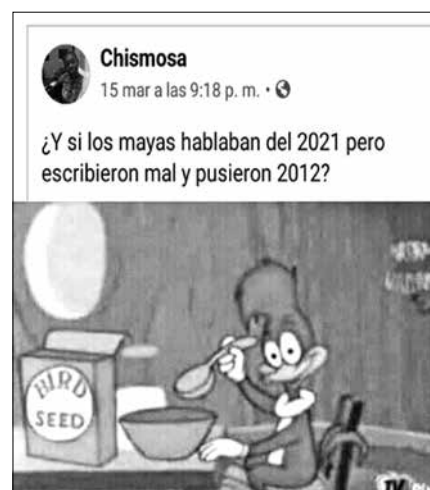 Chismosa
15 mar a las 9:18 p. m. •
¿Y si los mayas hablaban del 2021 pero
escribieron mal y pusieron 2012?
BIRD
SEED
TV